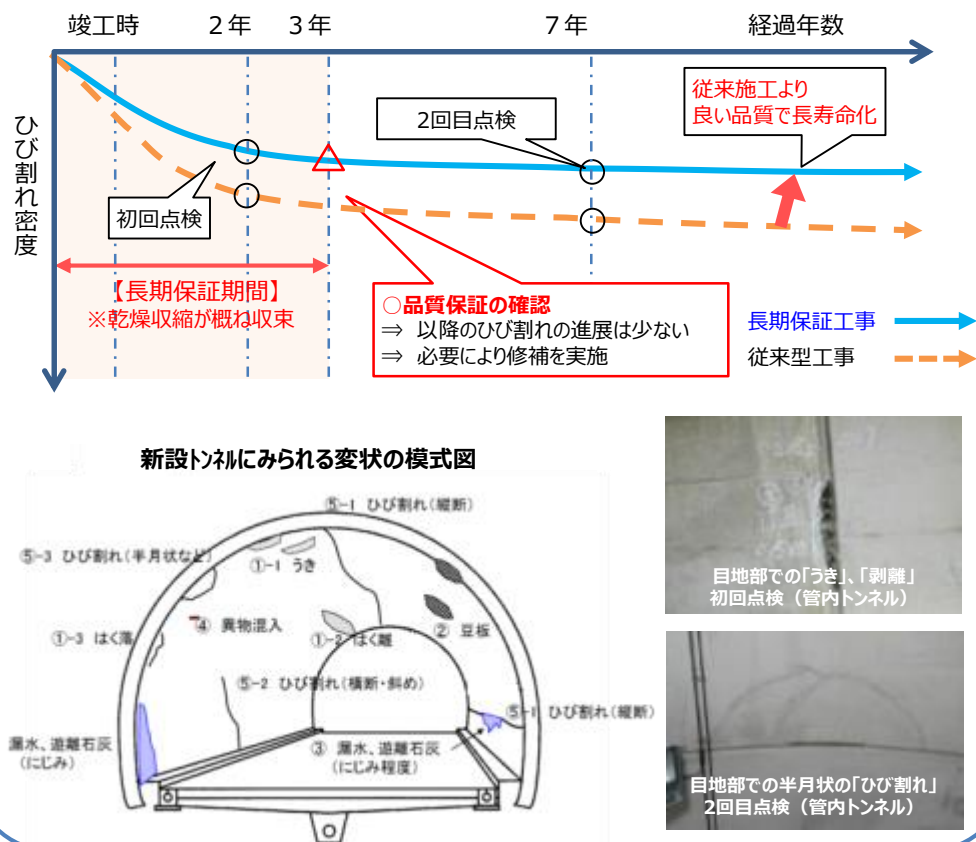 竣工時
2年
3年
7年
経過年数
ひび割れ密度
初回点検
2回目点検
従来施工より
良い品質で長寿命化
【長期保証期間】
※乾燥収縮が概ね収束
○品質保証の確認
⇒ 以降のひび割れの進展は少ない
⇒ 必要により修補を実施
長期保証工事
従来型工事
新設トンネルにみられる変状の模式図
⑤-1 ひび割れ(縦断)
⑤-3 ひび割れ(半月状など)
①-1 うき
④ 異物混入
①-3 はく落
①-2 はく離
② 豆板
⑤-2 ひび割れ(横断・斜め)
⑤-1 ひび割れ(縦断)
漏水、遊離石灰
(にじみ)
③ 漏水、遊離石灰
(にじみ程度)
目地部での「うき」、「剥離」
初回点検(管内トンネル)
目地部での半月状の「ひび割れ」
2回目点検(管内トンネル)